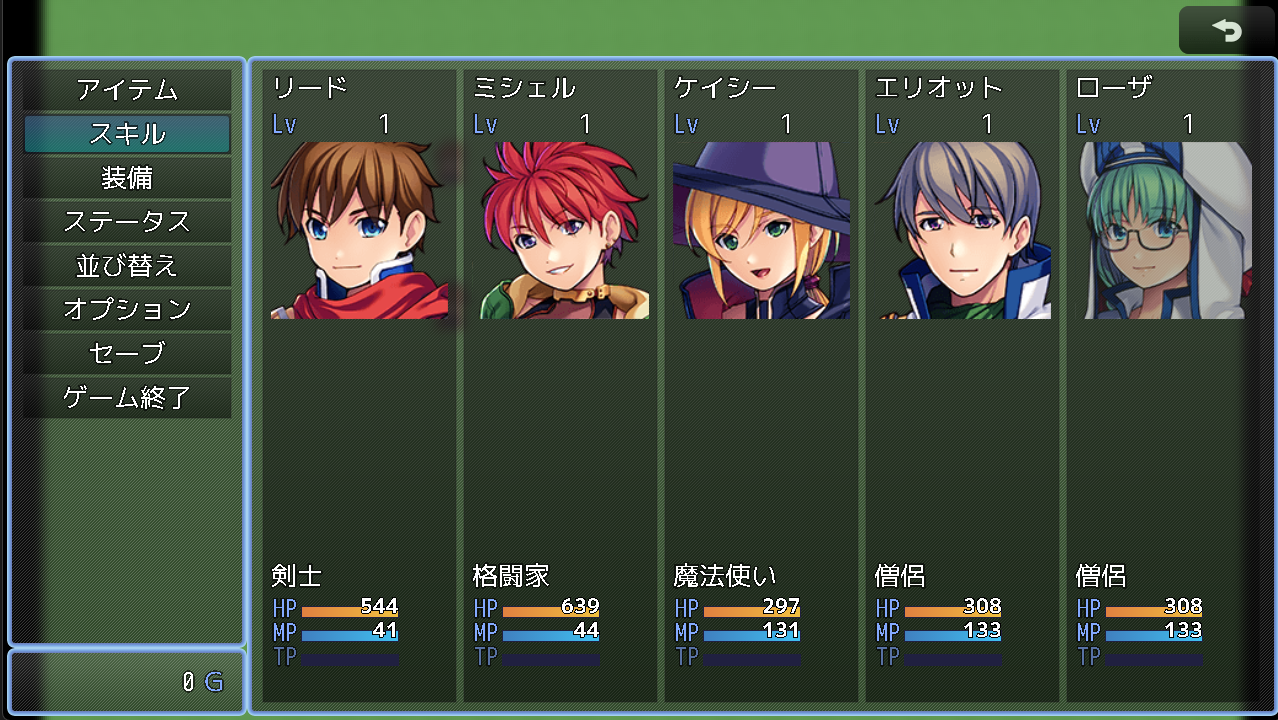 アイテム
スキル
装備
ステータス
並び替え
オプション
セーブ
ゲーム終了
0 G
リード
Lv 1
剣士
HP 544
MP 41
TP
ミシェル
Lv 1
格闘家
HP 639
MP 44
TP
ケイシー
Lv 1
魔法使い
HP 297
MP 131
TP
エリオット
Lv 1
僧侶
HP 308
MP 133
TP
ローザ
Lv 1
僧侶
HP 308
MP 133
TP